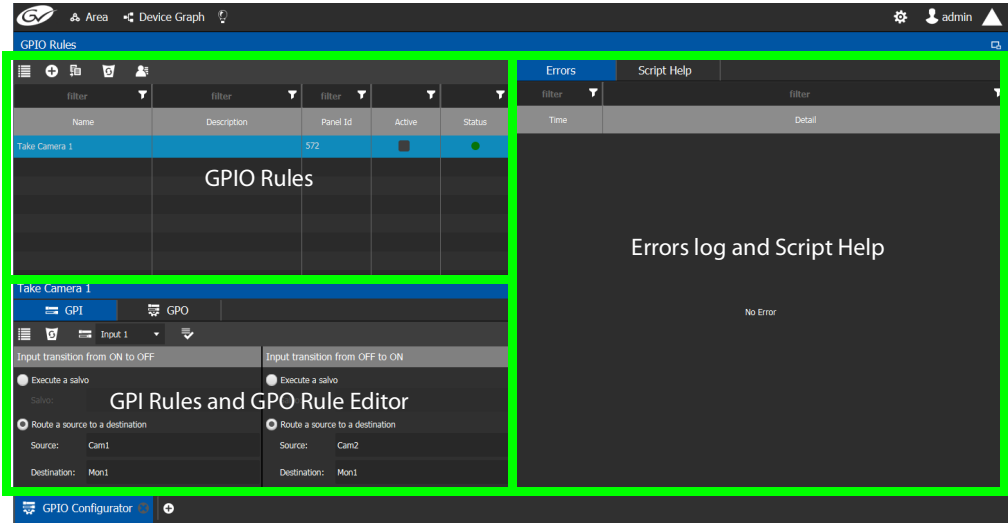 GV Area Device Graph admin
GPIO Rules
Errors Script Help
filter filter filter filter filter
Name Description Panel Id Active Status Time Detail
Take Camera 1 572
GPIO Rules
Errors log and Script Help
No Error
Take Camera 1
GPI GPO
Input 1
Input transition from ON to OFF Input transition from OFF to ON
Execute a salvo Execute a salvo
Salvo:
GPI Rules and GPO Rule Editor
Route a source to a destination Route a source to a destination
Source: Cam1 Source: Cam2
Destination: Mon1 Destination: Mon1
GPIO Configurator